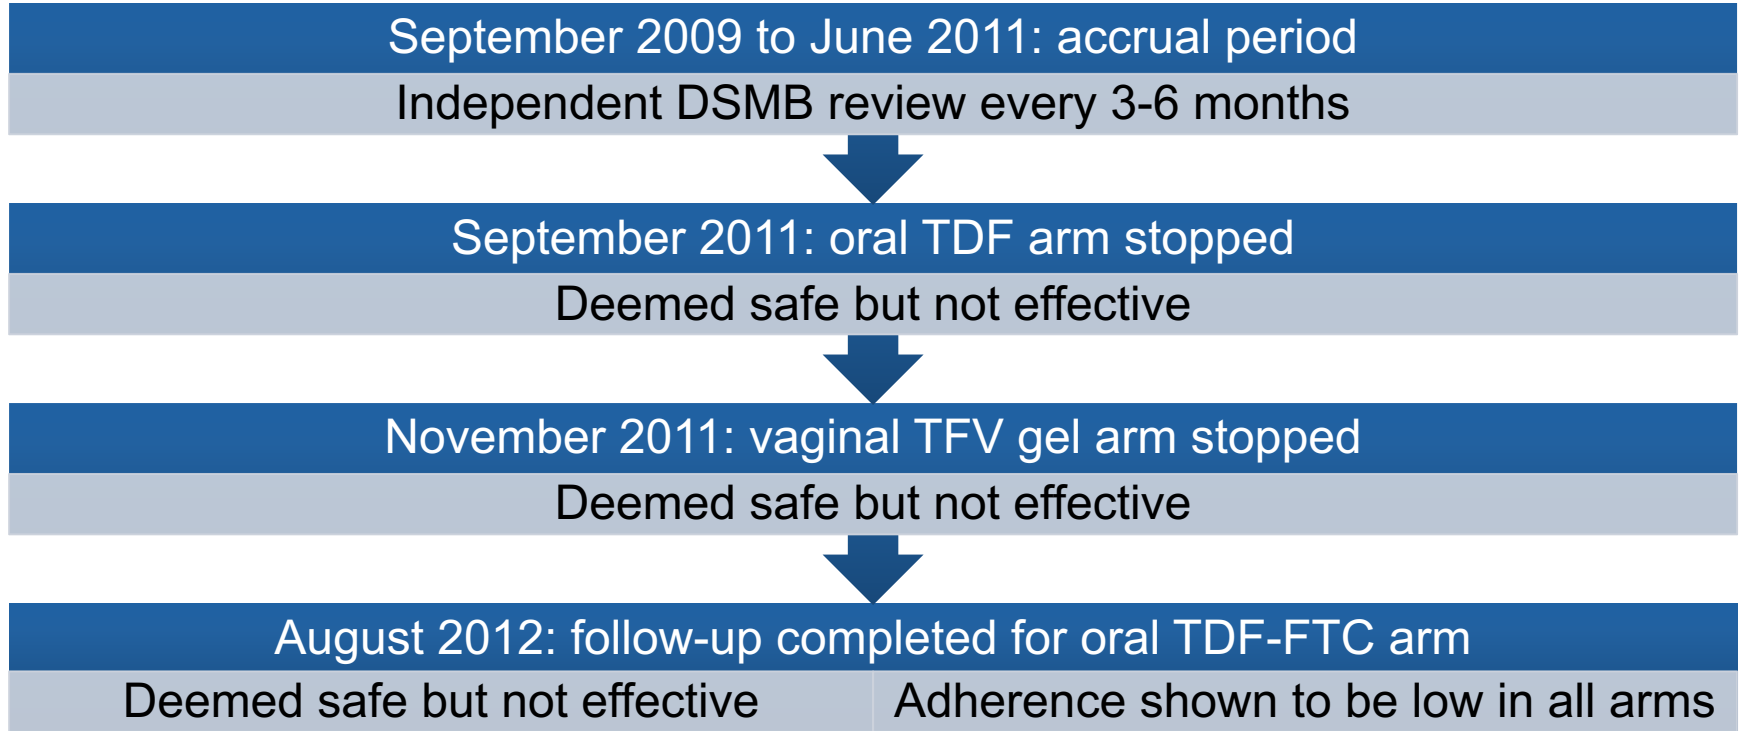 September 2009 to June 2011: accrual period
Independent DSMB review every 3-6 months
September 2011: oral TDF arm stopped
Deemed safe but not effective
November 2011: vaginal TFV gel arm stopped
Deemed safe but not effective
August 2012: follow-up completed for oral TDF-FTC arm
Deemed safe but not effective
Adherence shown to be low in all arms